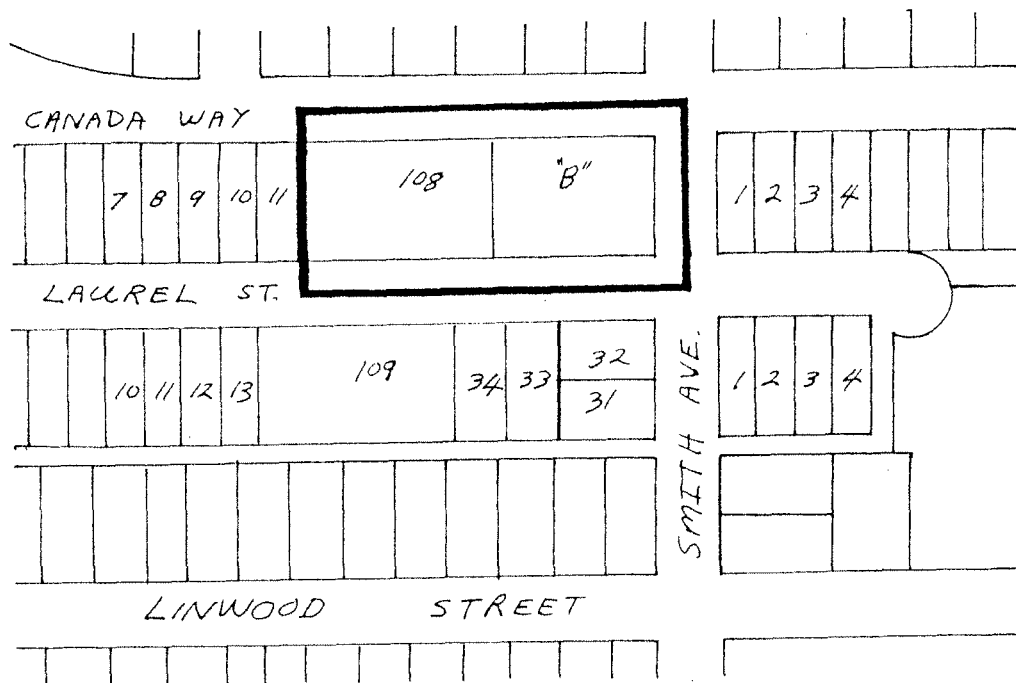 CANADA WAY
7 8 9 10 11 108 "B" 1 2 3 4
LAUREL ST.
10 11 12 13 109 34 33 32 1 2 3 4
31
SMITH AVE.
LINWOOD STREET